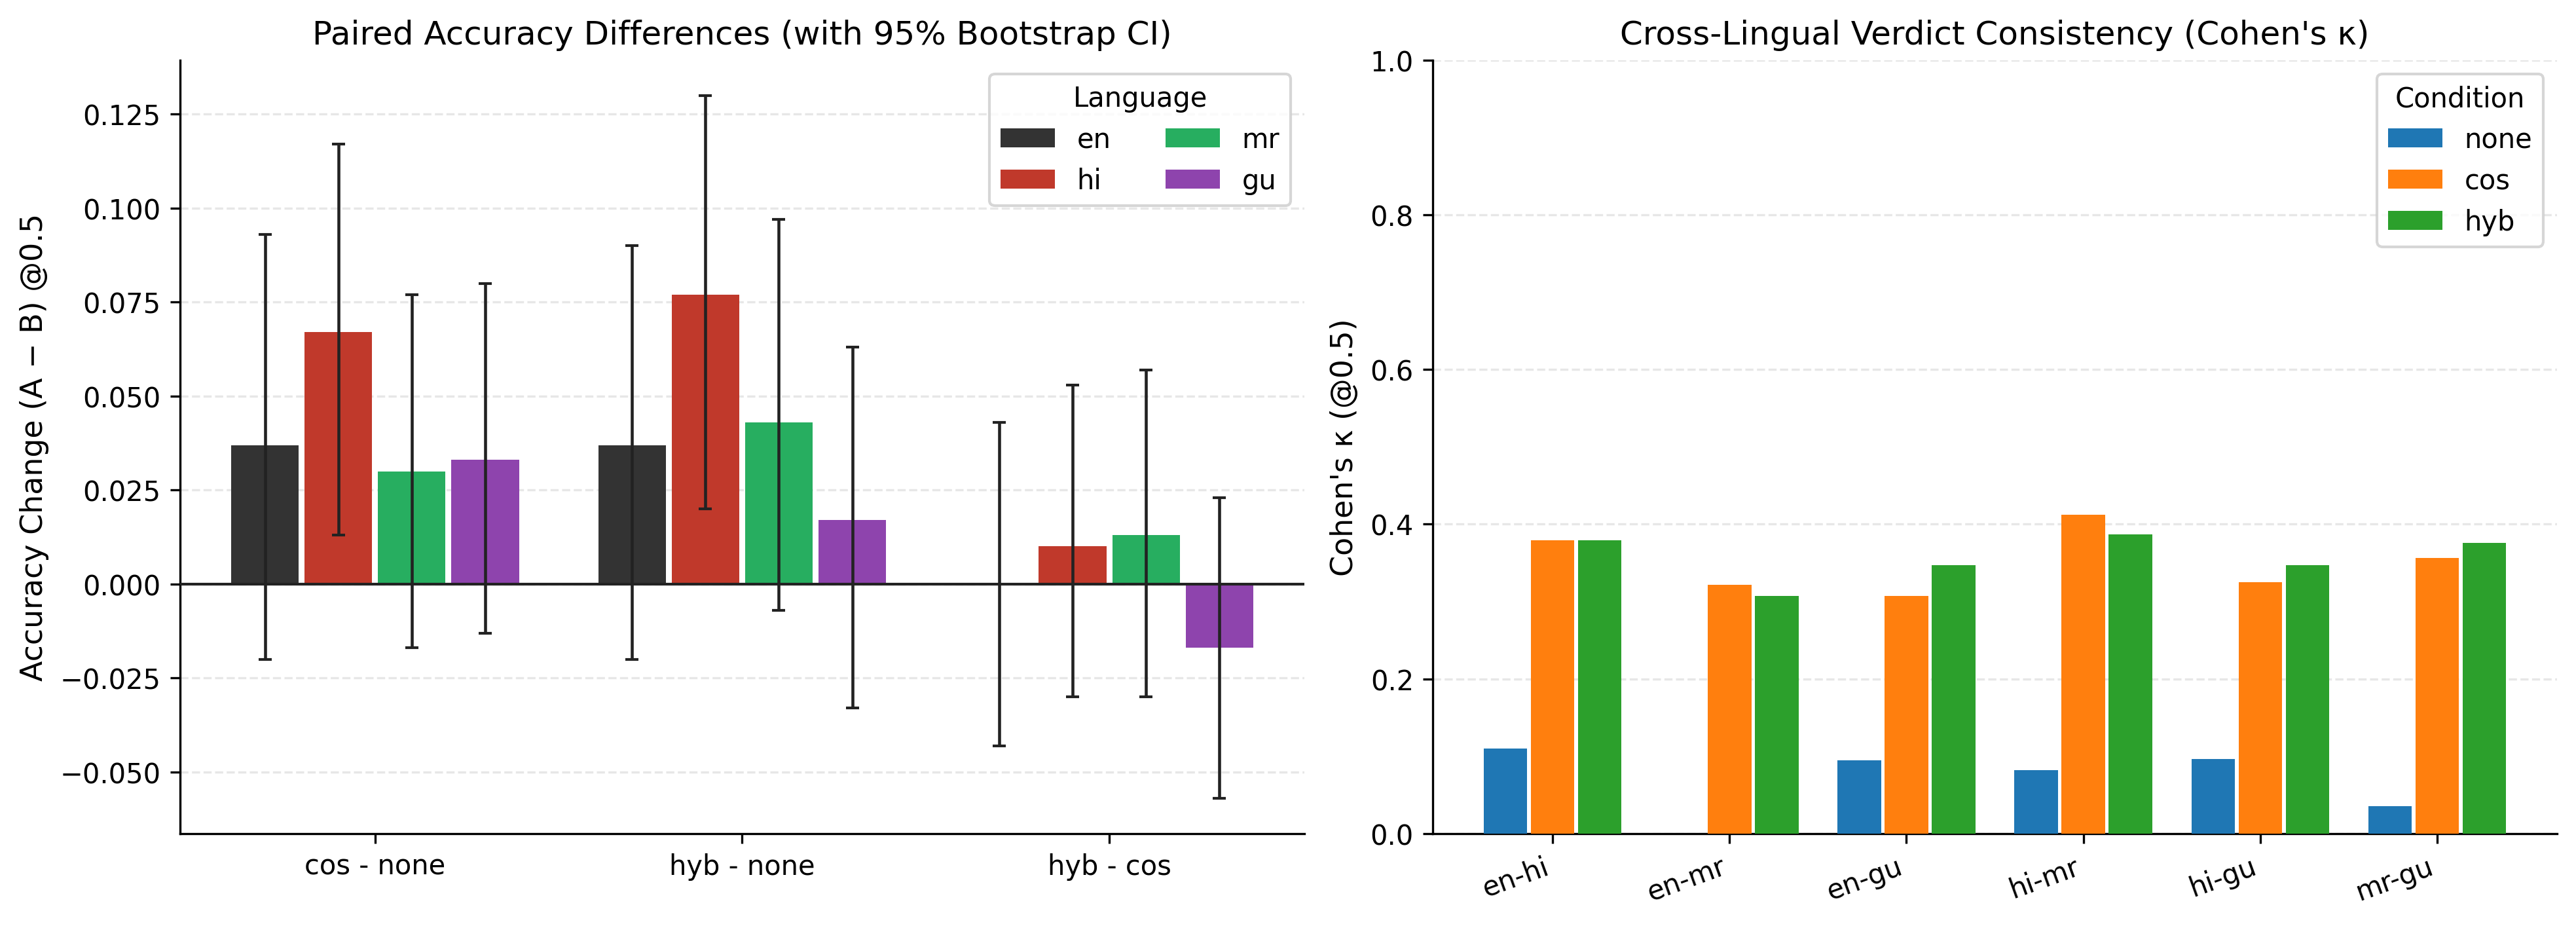 Paired Accuracy Differences (with 95% Bootstrap CI)
Accuracy Change (A − B) @0.5
0.125
0.100
0.075
0.050
0.025
0.000
−0.025
−0.050
Language
en mr
hi gu
cos - none
hyb - none
hyb - cos
Cross-Lingual Verdict Consistency (Cohen's κ)
Cohen's κ (@0.5)
1.0
0.8
0.6
0.4
0.2
0.0
Condition
none
cos
hyb
en-hi
en-mr
en-gu
hi-mr
hi-gu
mr-gu